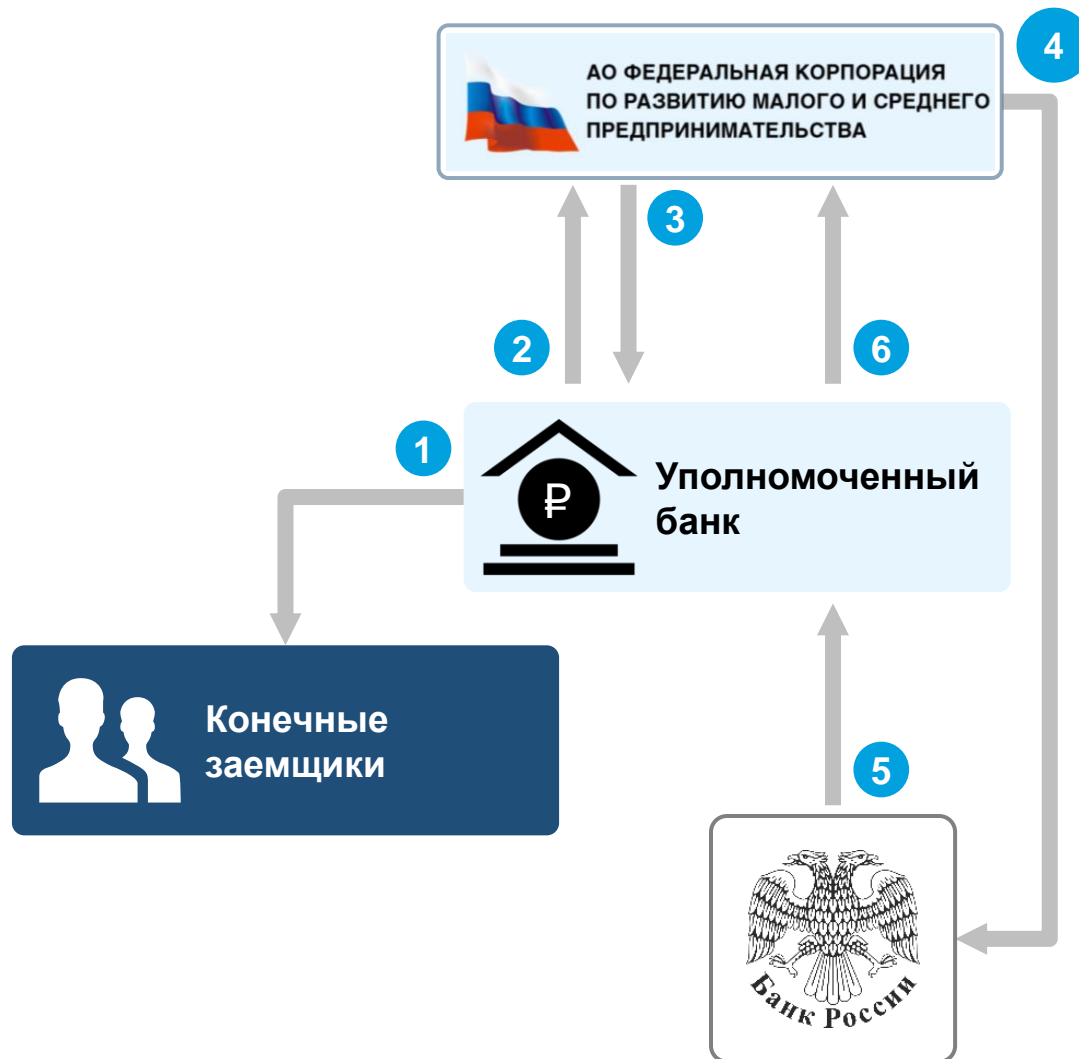 4
АО ФЕДЕРАЛЬНАЯ КОРПОРАЦИЯ
ПО РАЗВИТИЮ МАЛОГО И СРЕДНЕГО
ПРЕДПРИНИМАТЕЛЬСТВА
3
2
6
1
₽
Уполномоченный
банк
Конечные
заемщики
5
Банк России